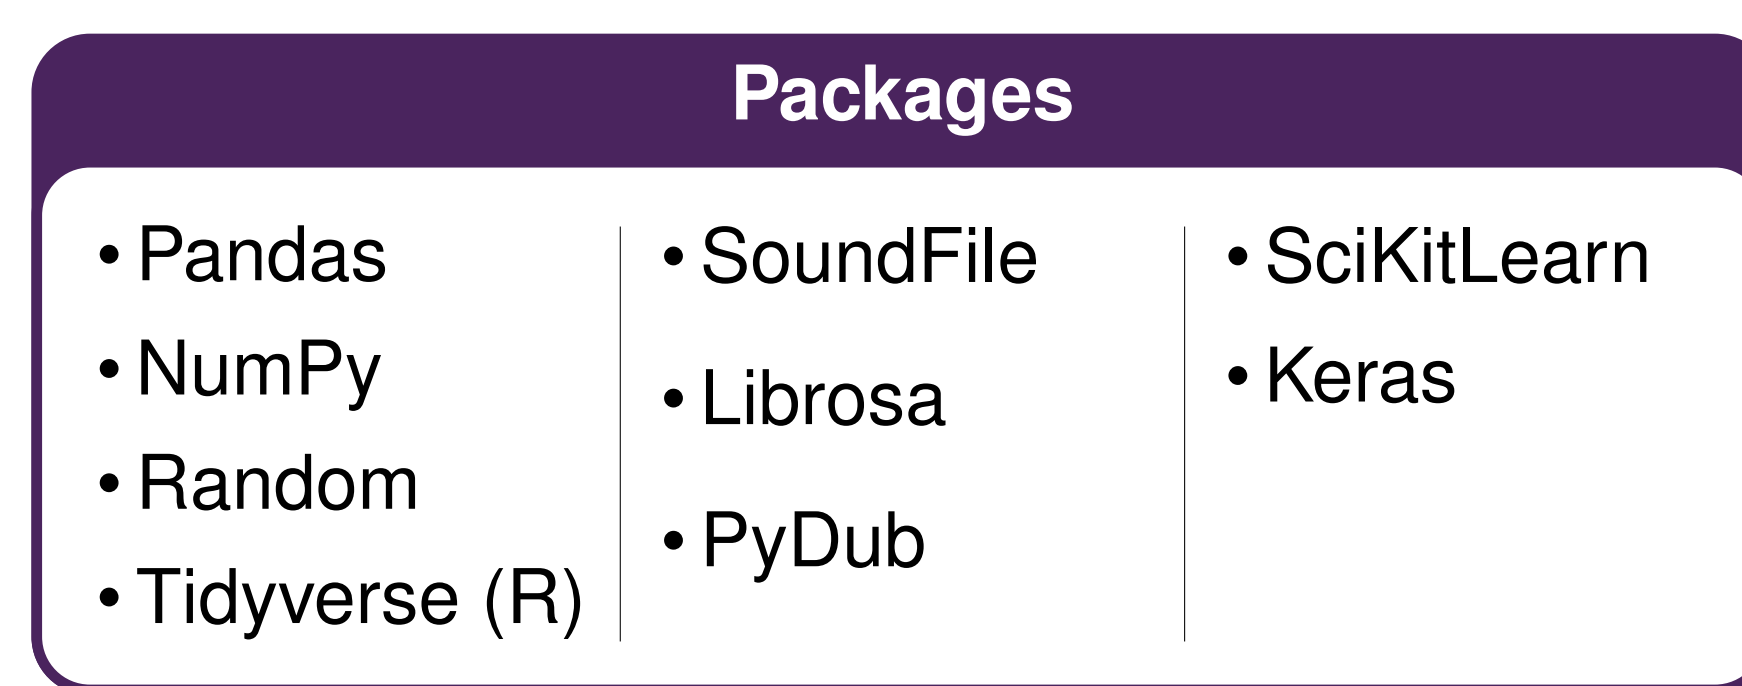 Packages
• Pandas
• NumPy
• Random
• Tidyverse (R)
• SoundFile
• Librosa
• PyDub
• SciKitLearn
• Keras